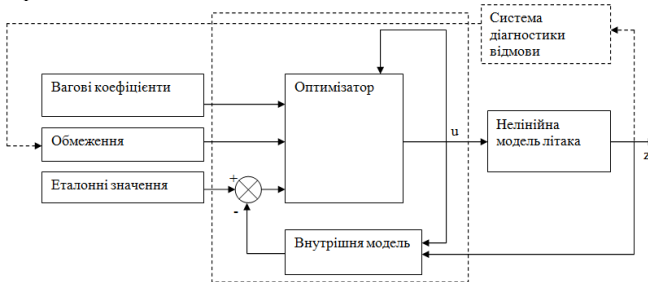 Система
діагностики
відмови
Вагові коефіцієнти
Оптимізатор
Обмеження
u
Нелінійна
модель літака
z
Еталонні значення
+
-
Внутрішня модель